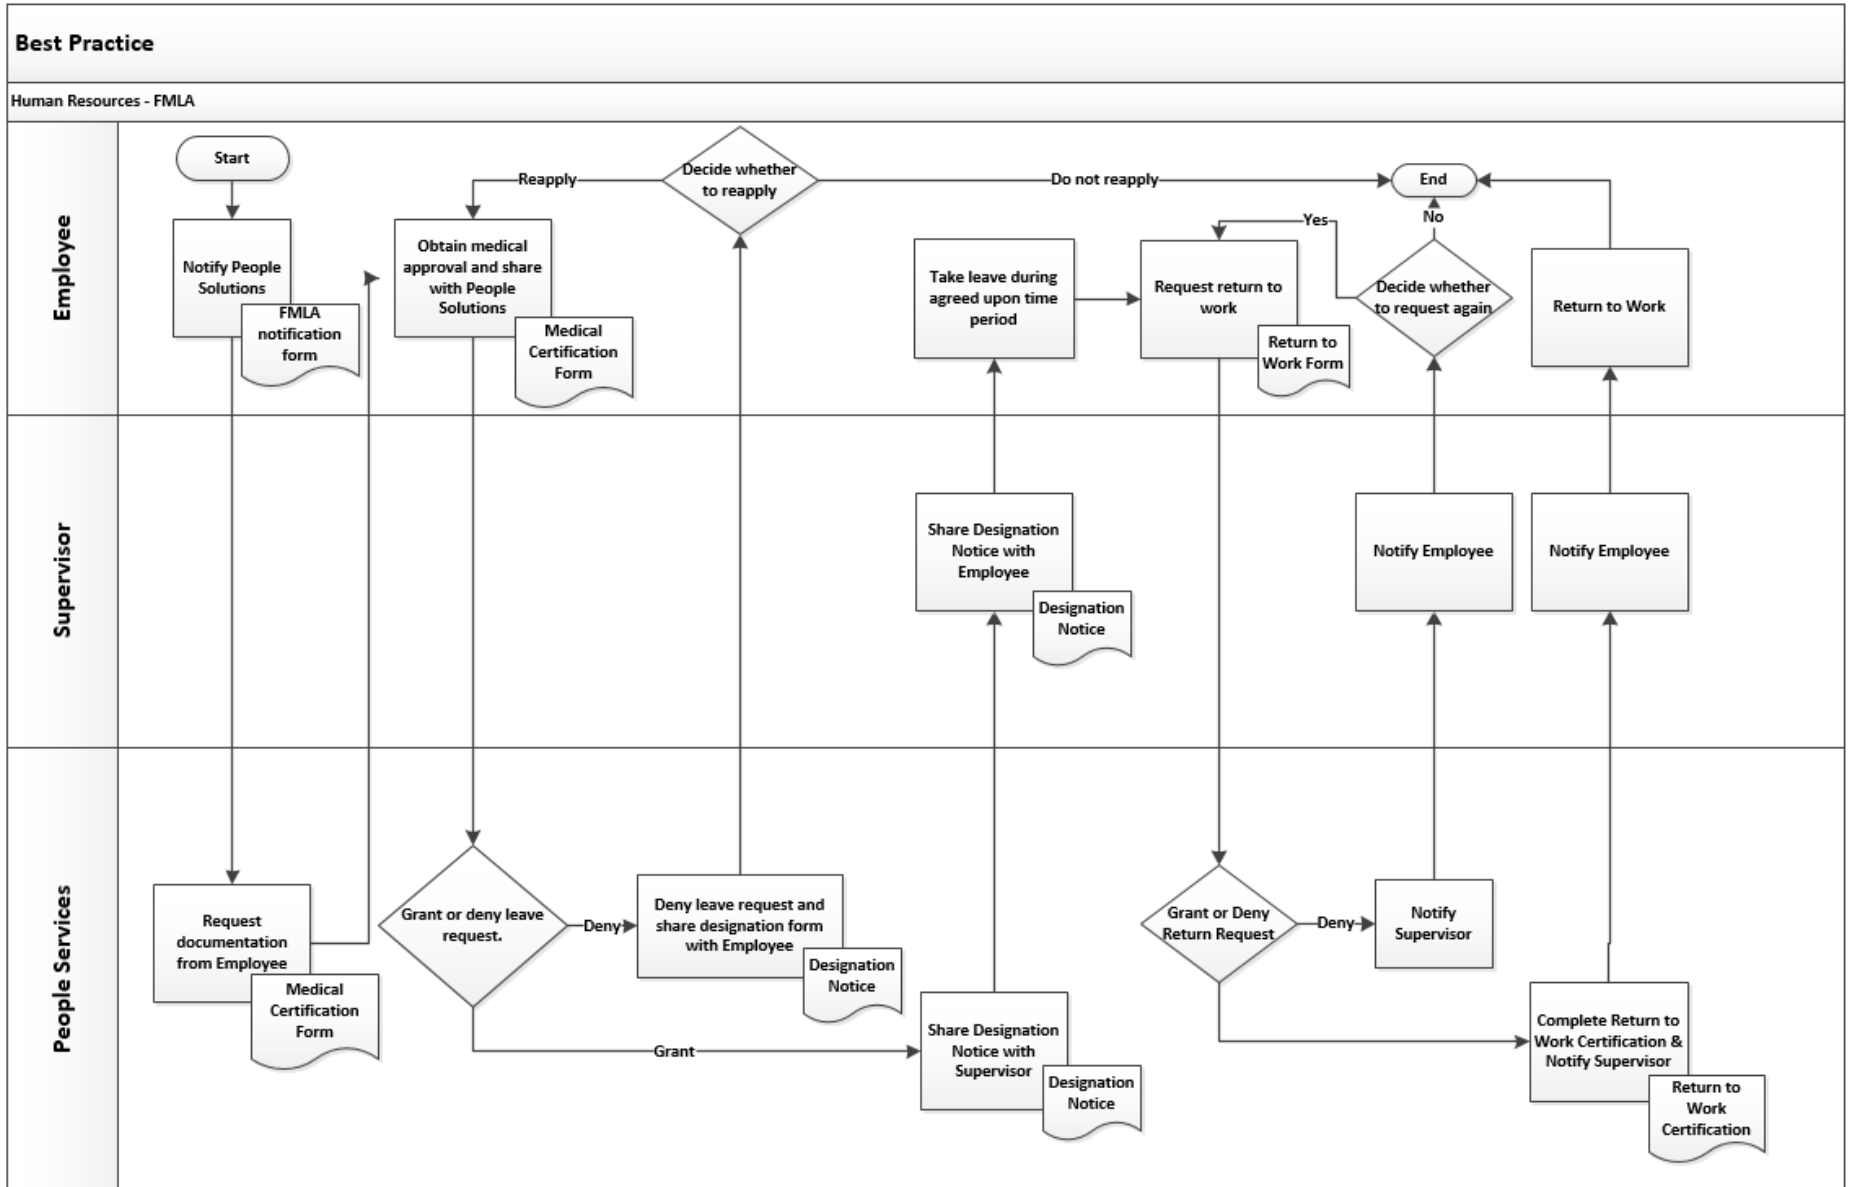 Best Practice
Human Resources - FMLA
Employee
Start
Notify People
Solutions
FMLA
notification
form
Reapply
Decide whether
to reapply
Do not reapply
End
Obtain medical
approval and share
with People
Solutions
Medical
Certification
Form
Take leave during
agreed upon time
period
Request return to
work
Return to
Work Form
Yes
No
Decide whether
to request again
Return to Work
Supervisor
Share Designation
Notice with
Employee
Designation
Notice
Notify Employee
Notify Employee
People Services
Request
documentation
from Employee
Medical
Certification
Form
Grant or deny leave
request.
Deny
Deny leave request and
share designation form
with Employee
Designation
Notice
Grant
Share Designation
Notice with
Supervisor
Designation
Notice
Grant or Deny
Return Request
Deny
Notify
Supervisor
Complete Return to
Work Certification &
Notify Supervisor
Return to
Work
Certification